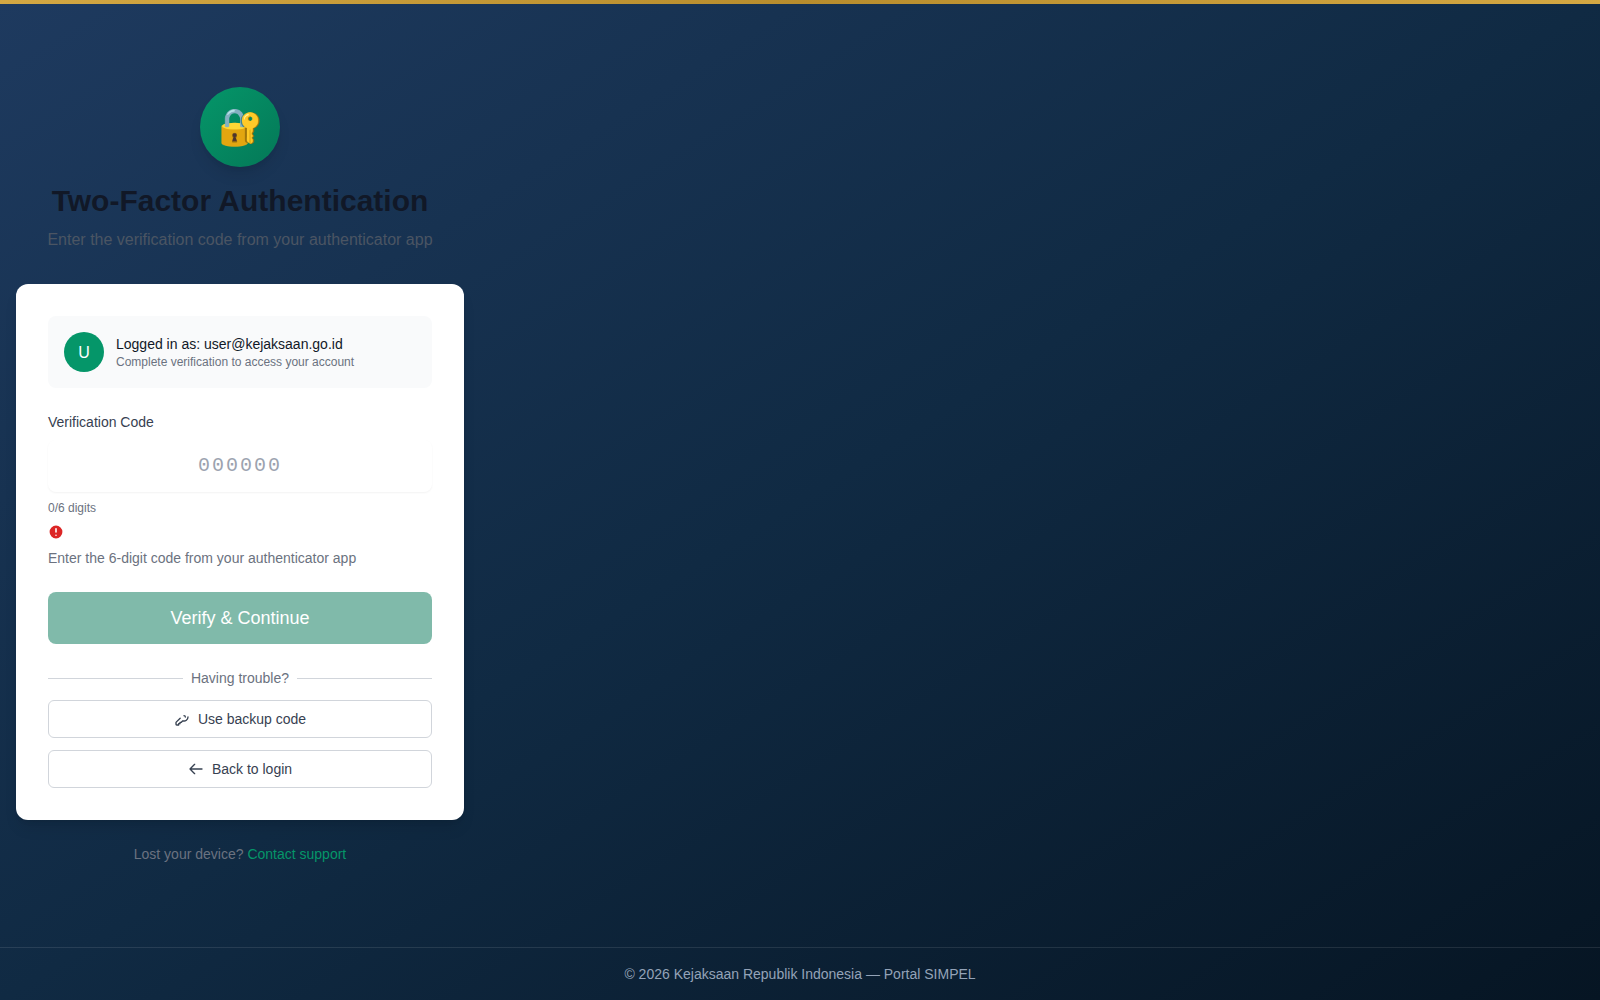 Two-Factor Authentication
Enter the verification code from your authenticator app
U
Logged in as: user@kejaksaan.go.id
Complete verification to access your account
Verification Code
000000
0/6 digits
Enter the 6-digit code from your authenticator app
Verify & Continue
Having trouble?
Use backup code
Back to login
Lost your device? Contact support
© 2026 Kejaksaan Republik Indonesia — Portal SIMPEL